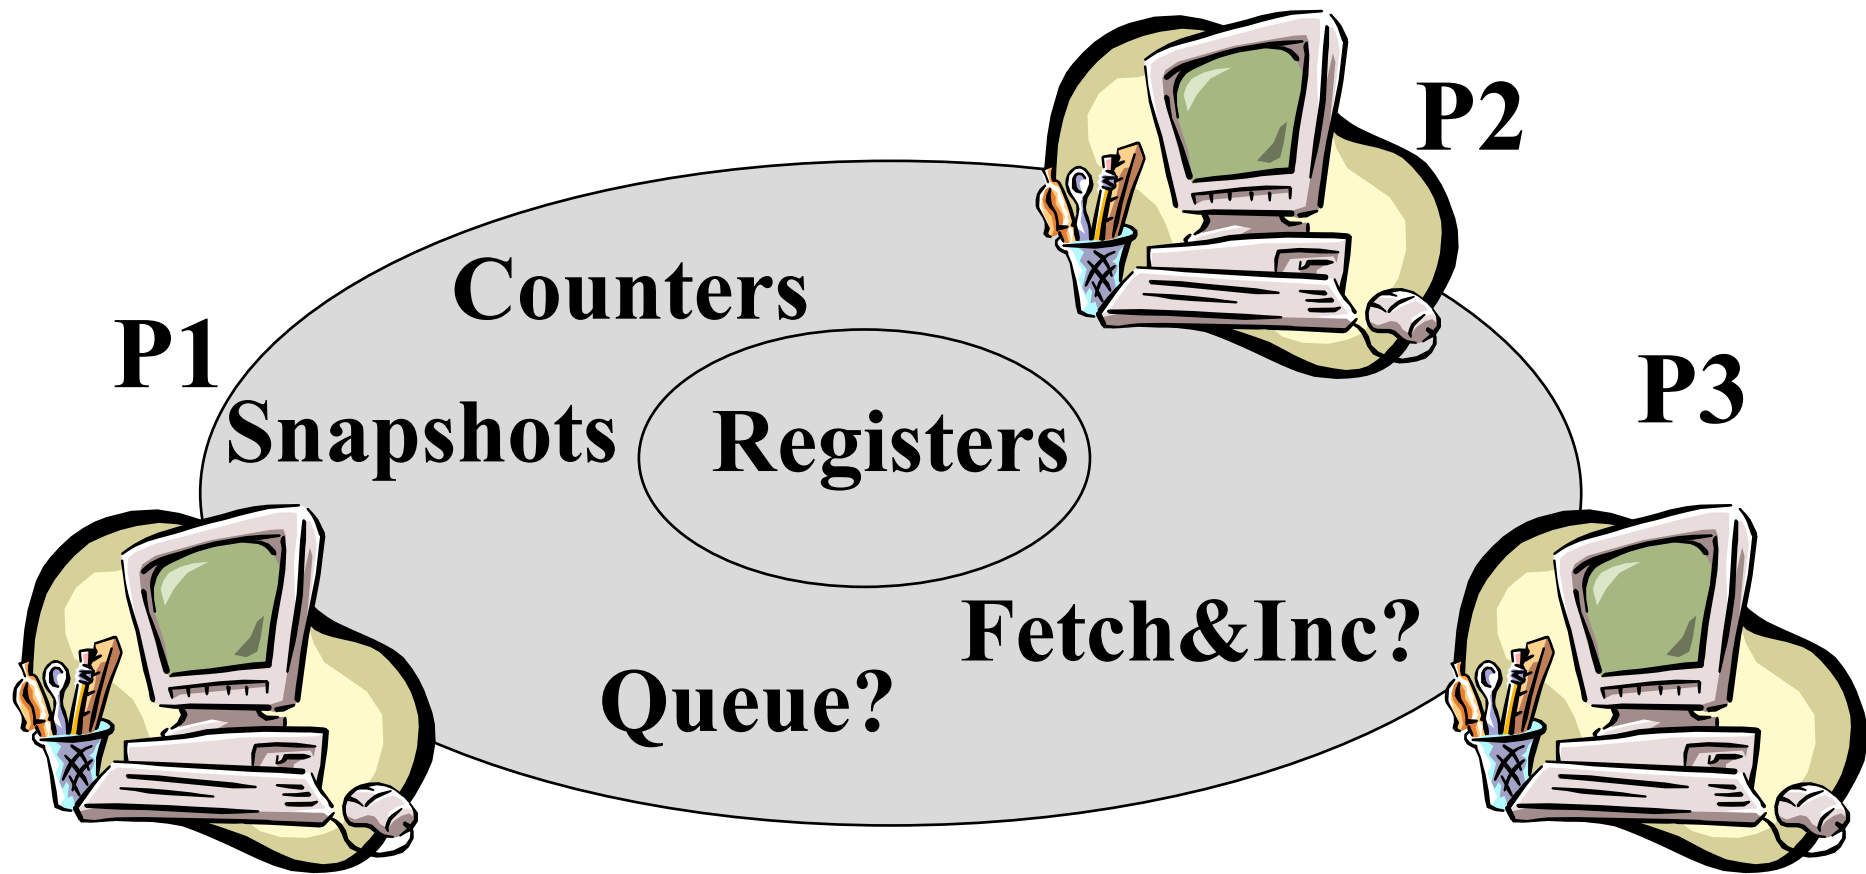 P2
Counters
P1
P3
Snapshots
Registers
Fetch&Inc?
Queue?